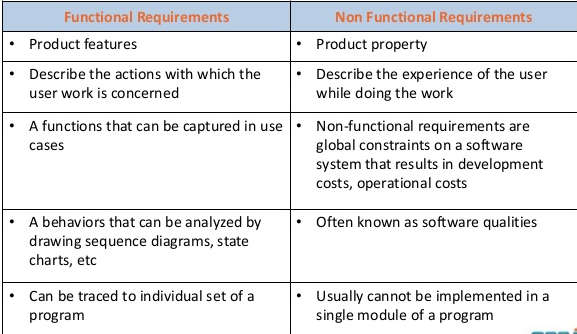 Functional Requirements
Non Functional Requirements
• Product features
• Product property
• Describe the actions with which the
user work is concerned
• Describe the experience of the user
while doing the work
• A functions that can be captured in use
cases
• Non-functional requirements are
global constraints on a software
system that results in development
costs, operational costs
• A behaviors that can be analyzed by
drawing sequence diagrams, state
charts, etc
• Often known as software qualities
• Can be traced to individual set of a
program
• Usually cannot be implemented in a
single module of a program